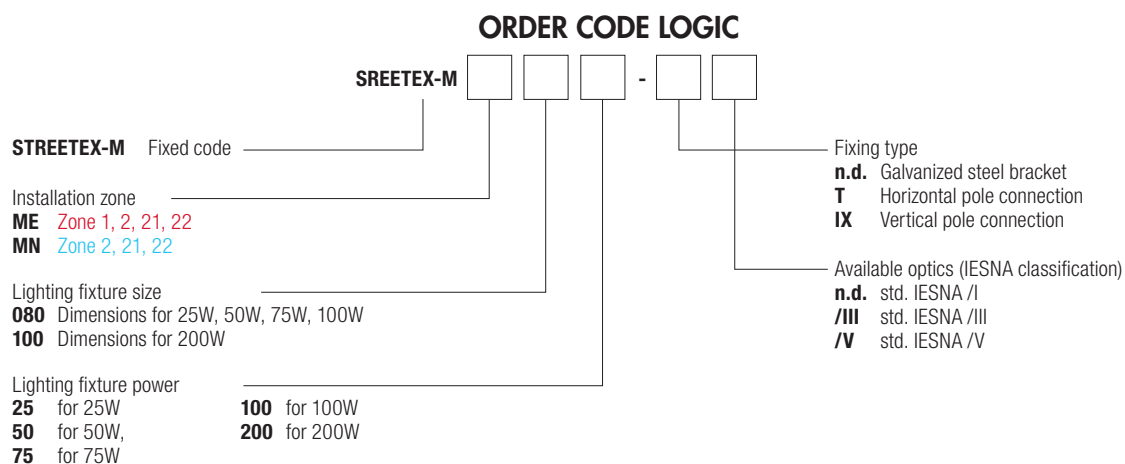 ORDER CODE LOGIC
SREETEX-M -
STREETEX-M Fixed code
Installation zone
ME Zone 1, 2, 21, 22
MN Zone 2, 21, 22
Lighting fixture size
080 Dimensions for 25W, 50W, 75W, 100W
100 Dimensions for 200W
Lighting fixture power
25 for 25W 100 for 100W
50 for 50W, 200 for 200W
75 for 75W
Fixing type
n.d. Galvanized steel bracket
T Horizontal pole connection
IX Vertical pole connection
Available optics (IESNA classification)
n.d. std. IESNA /I
/III std. IESNA /III
/V std. IESNA /V